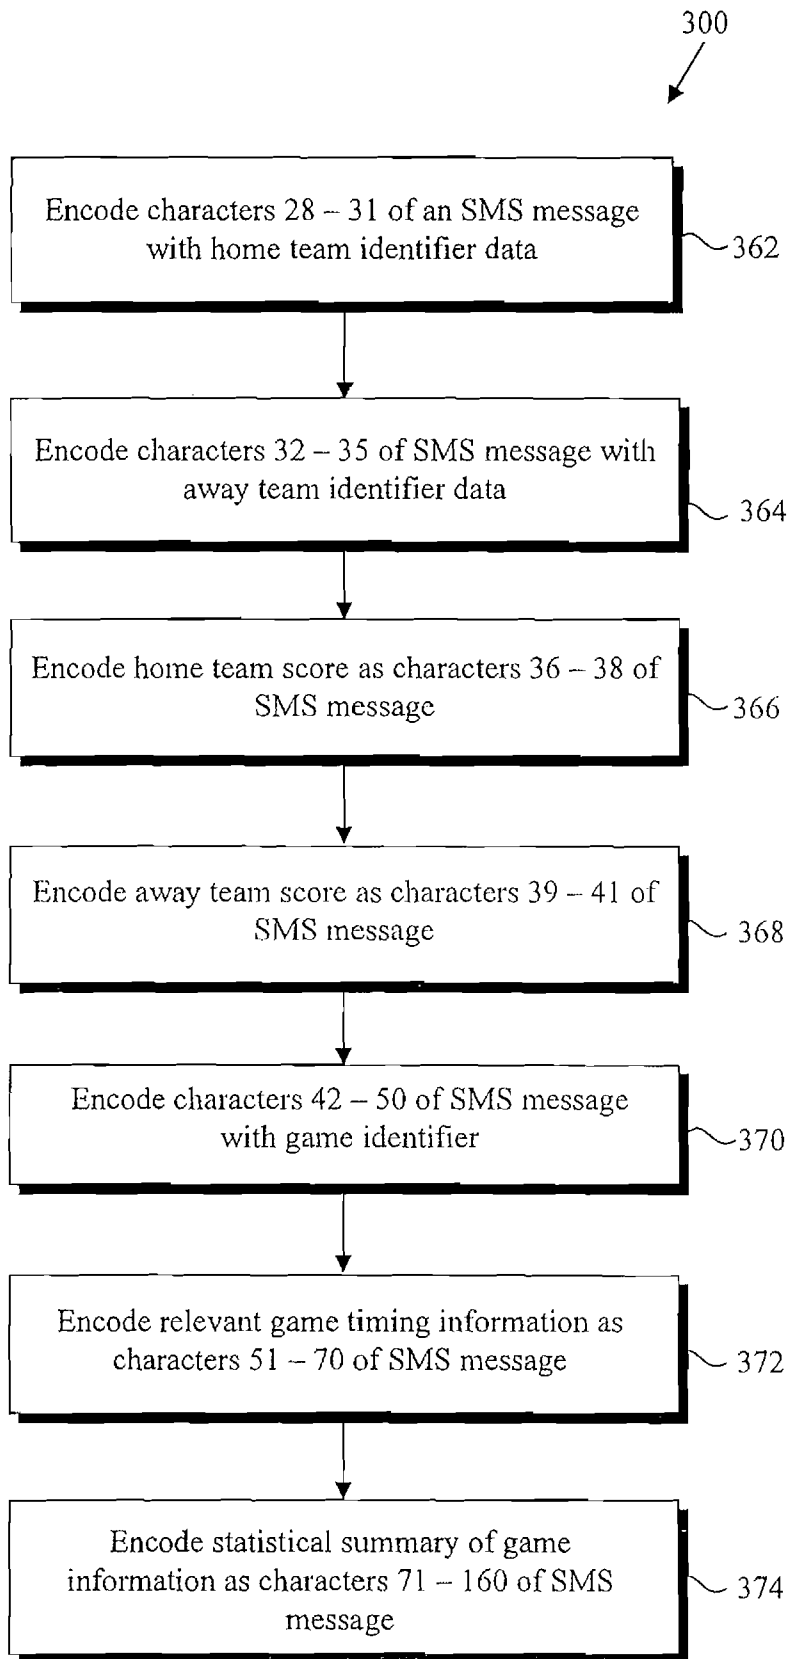 300
Encode characters 28 – 31 of an SMS message
with home team identifier data
362
Encode characters 32 – 35 of SMS message with
away team identifier data
364
Encode home team score as characters 36 – 38 of
SMS message
366
Encode away team score as characters 39 – 41 of
SMS message
368
Encode characters 42 – 50 of SMS message
with game identifier
370
Encode relevant game timing information as
characters 51 – 70 of SMS message
372
Encode statistical summary of game
information as characters 71 – 160 of SMS
message
374